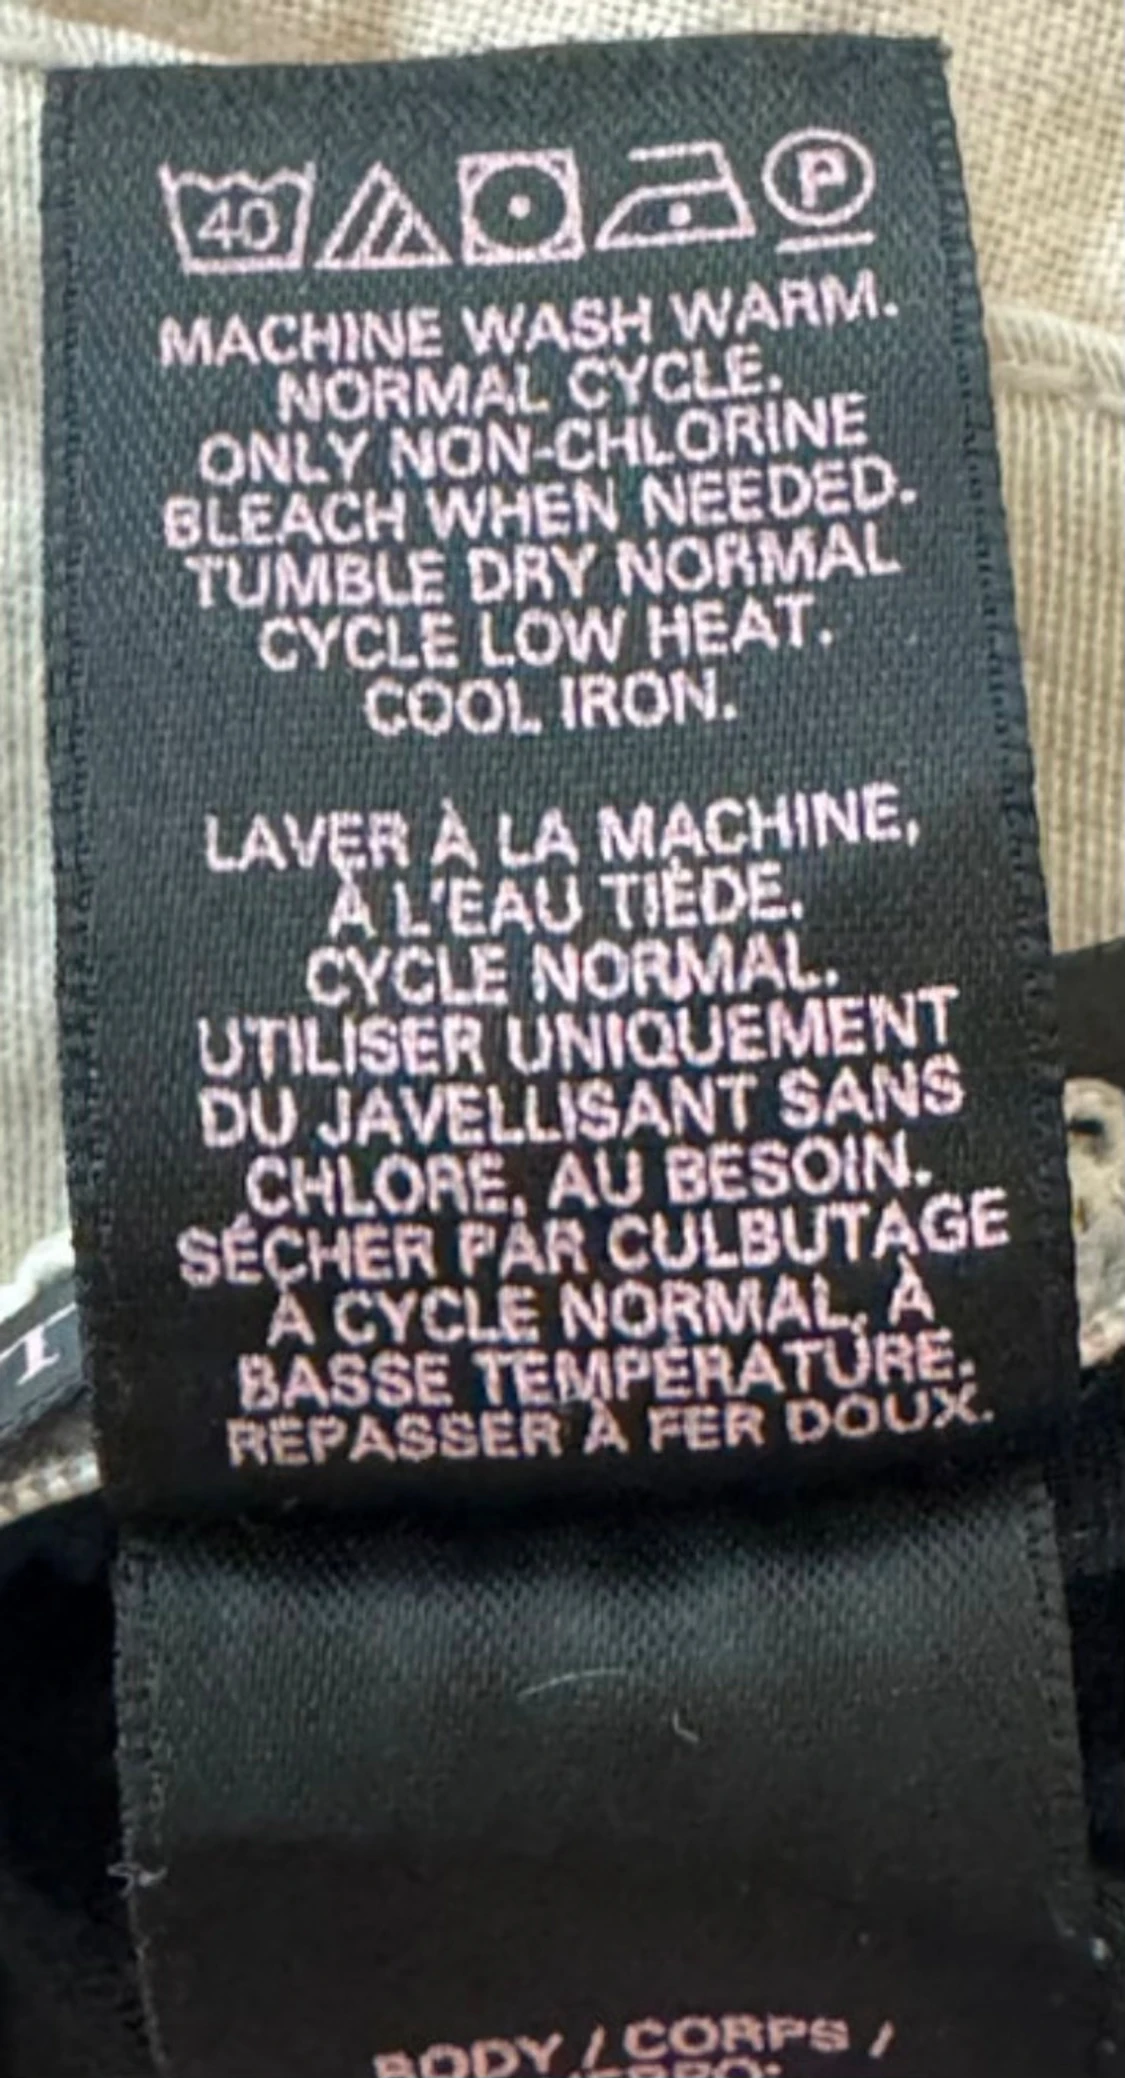 40 P
MACHINE WASH WARM.
NORMAL CYCLE.
ONLY NON-CHLORINE
BLEACH WHEN NEEDED.
TUMBLE DRY NORMAL
CYCLE LOW HEAT.
COOL IRON.
LAVER À LA MACHINE,
À L'EAU TIÈDE.
CYCLE NORMAL.
UTILISER UNIQUEMENT
DU JAVELLISANT SANS
CHLORE, AU BESOIN.
SÉCHER PAR CULBUTAGE
À CYCLE NORMAL, À
BASSE TEMPÉRATURE.
REPASSER À FER DOUX.
BODY / CORPS /